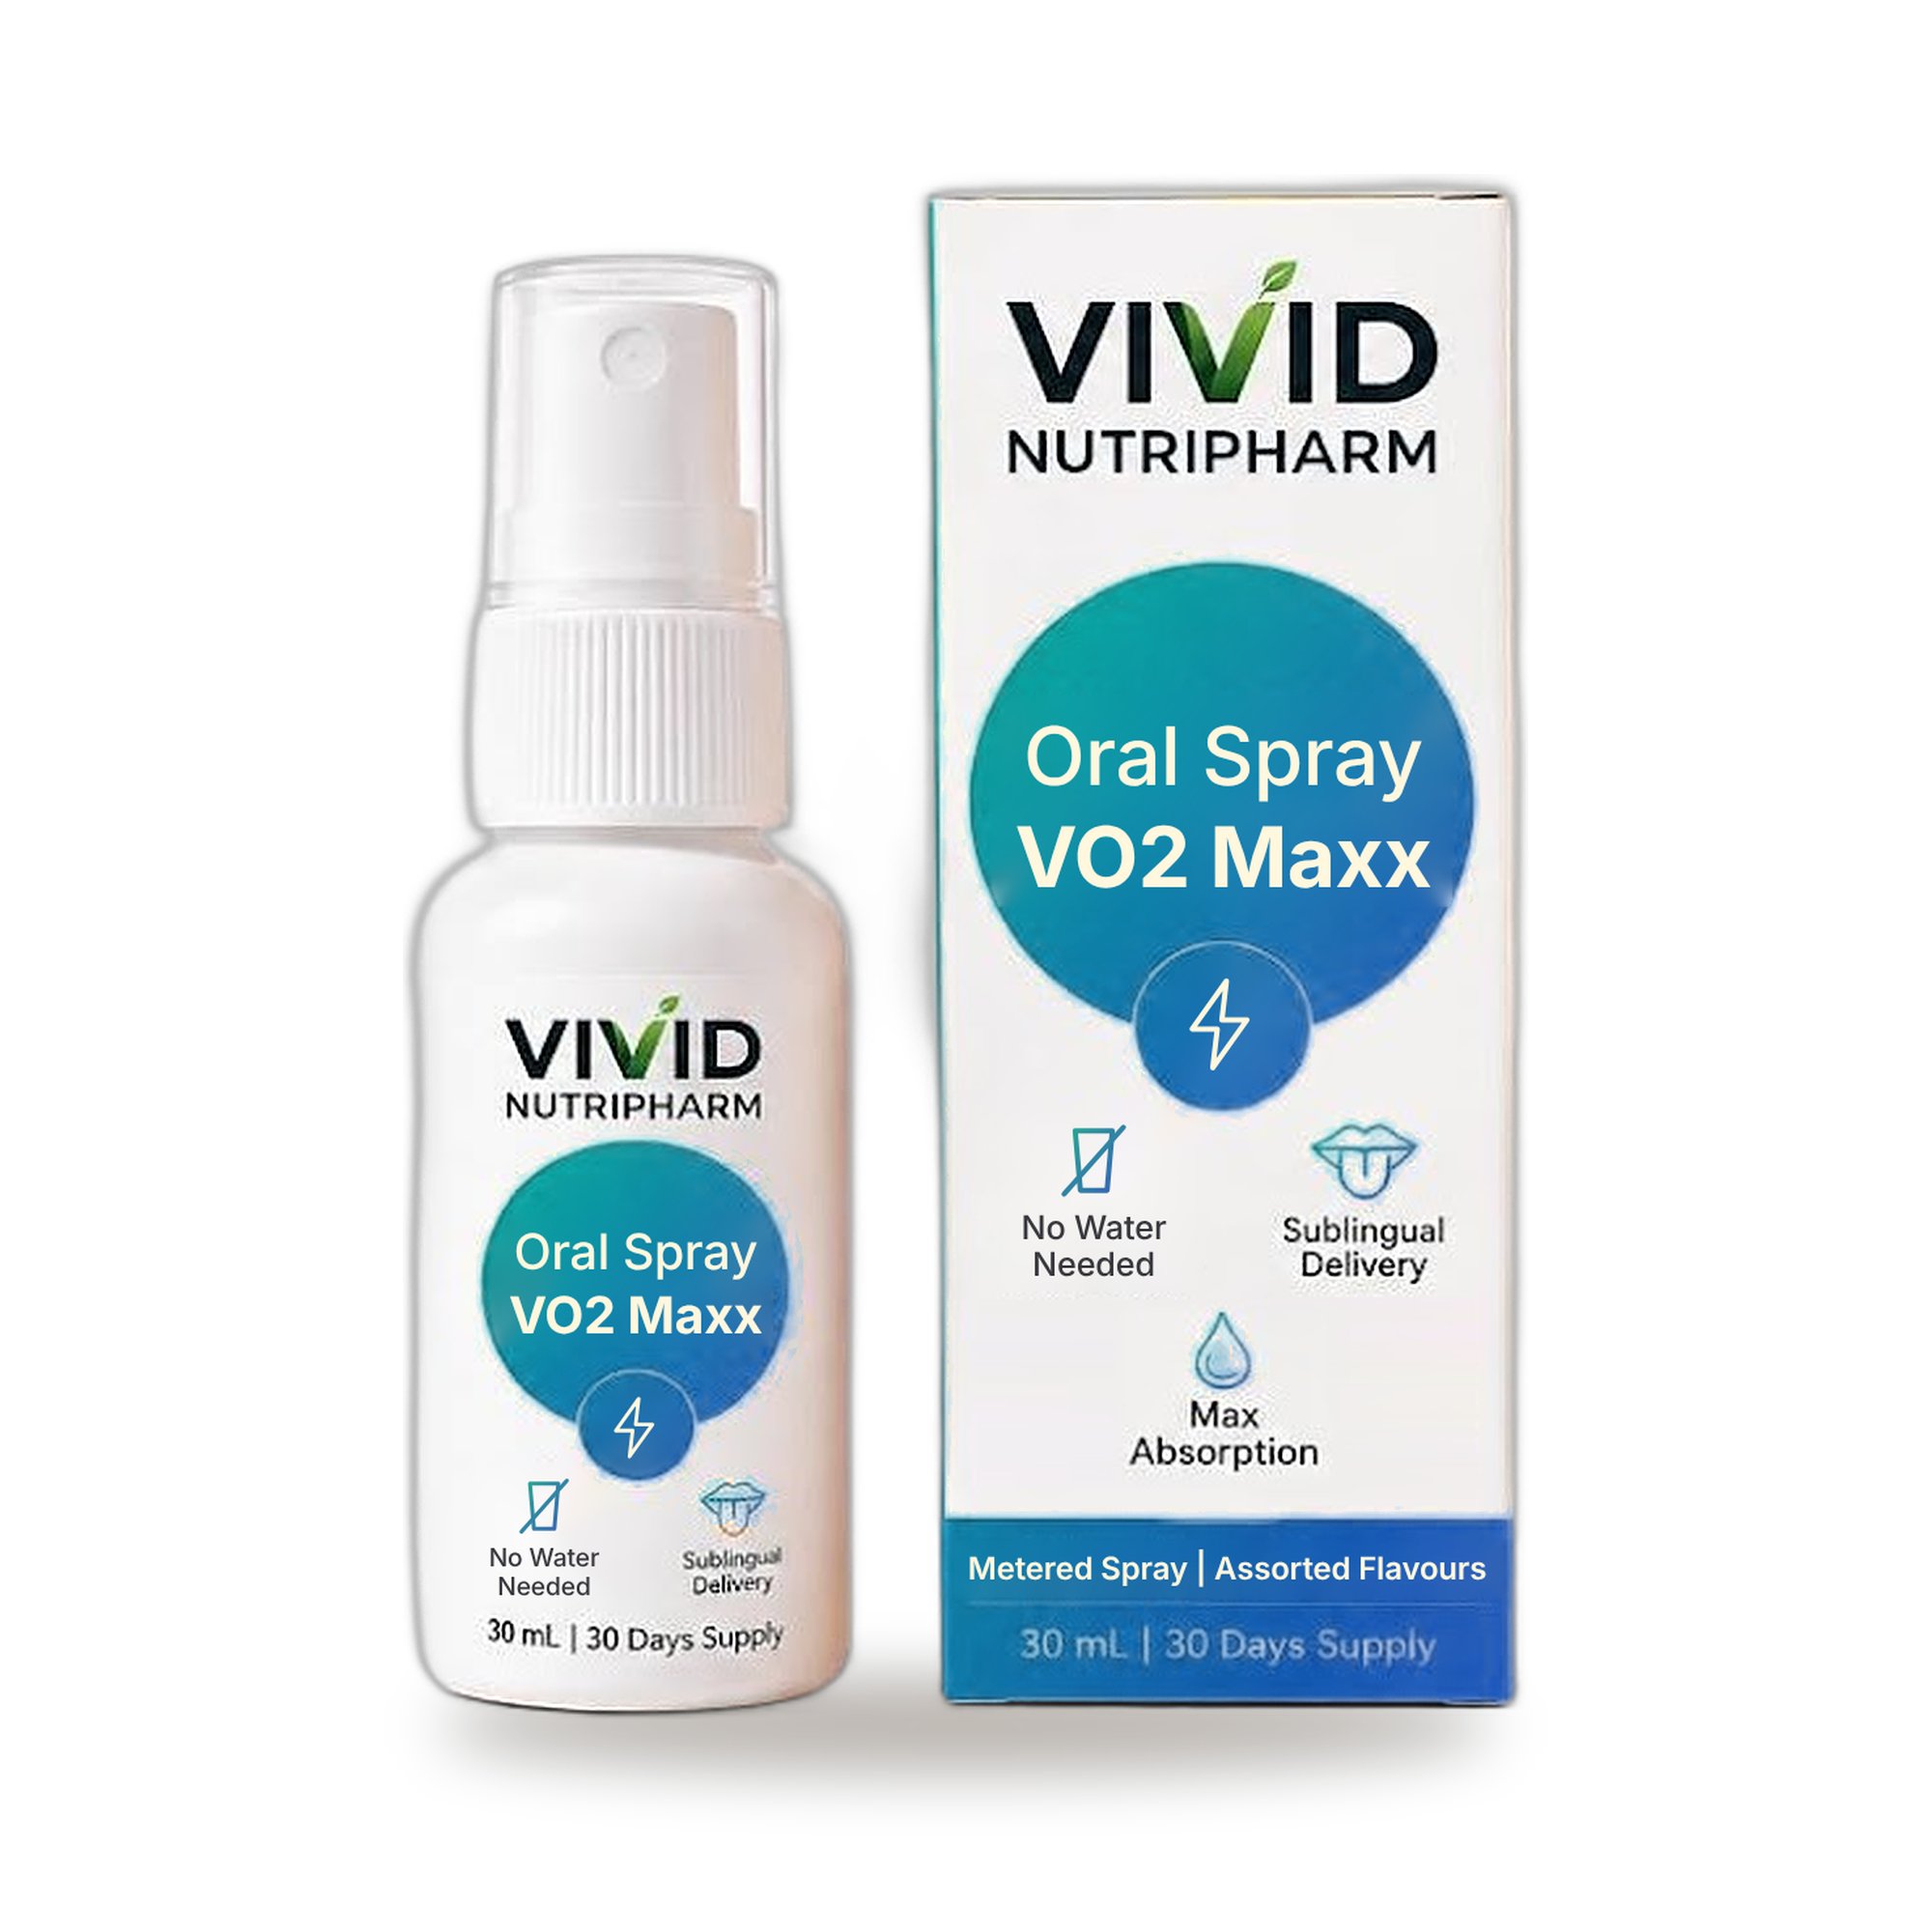 VIVID
NUTRIPHARM
Oral Spray
VO2 Maxx
No Water
Needed
Sublingual
Delivery
30 mL | 30 Days Supply
VIVID
NUTRIPHARM
Oral Spray
VO2 Maxx
No Water
Needed
Sublingual
Delivery
Max
Absorption
Metered Spray | Assorted Flavours
30 mL | 30 Days Supply